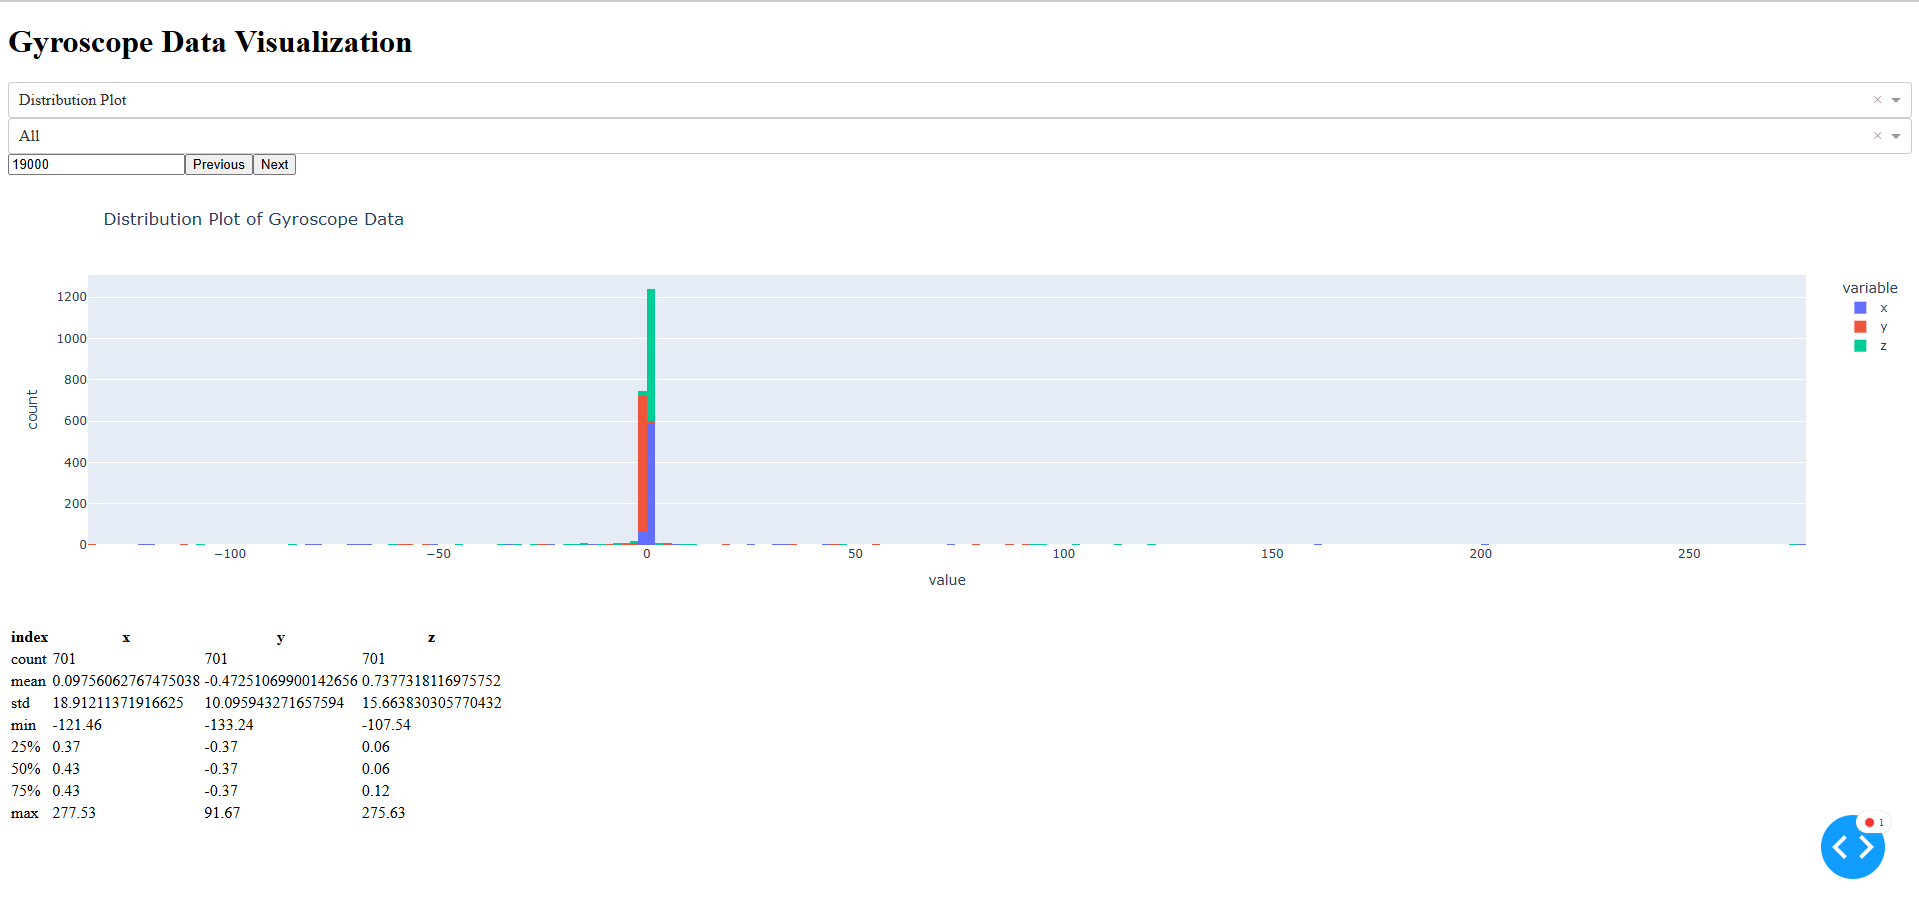 Gyroscope Data Visualization
Distribution Plot
All
19000 Previous Next
Distribution Plot of Gyroscope Data
variable
x
y
z
count
1200
1000
800
600
400
200
0
−100 −50 0 50 100 150 200 250
value
index x y z
count 701 701 701
mean 0.09756062767475038 -0.47251069900142656 0.7377318116975752
std 18.91211371916625 10.095943271657594 15.663830305770432
min -121.46 -133.24 -107.54
25% 0.37 -0.37 0.06
50% 0.43 -0.37 0.06
75% 0.43 -0.37 0.12
max 277.53 91.67 275.63
1